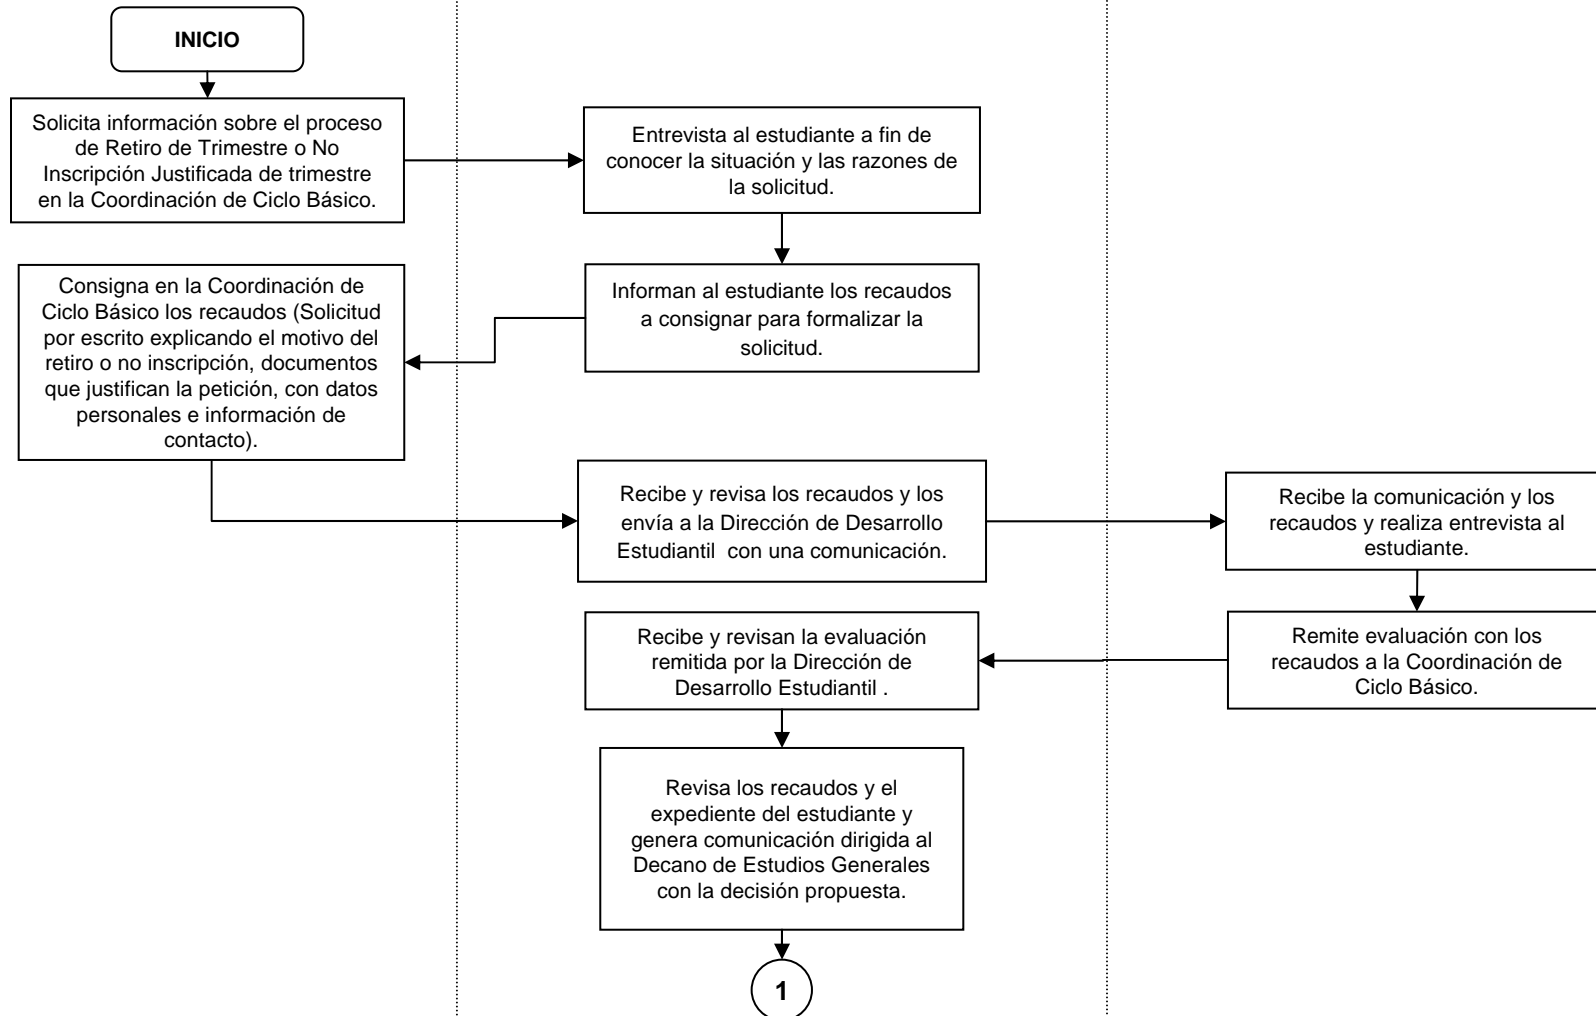 INICIO
Solicita información sobre el proceso
de Retiro de Trimestre o No
Inscripción Justificada de trimestre
en la Coordinación de Ciclo Básico.
Entrevista al estudiante a fin de
conocer la situación y las razones de
la solicitud.
Informan al estudiante los recaudos
a consignar para formalizar la
solicitud.
Consigna en la Coordinación de
Ciclo Básico los recaudos (Solicitud
por escrito explicando el motivo del
retiro o no inscripción, documentos
que justifican la petición, con datos
personales e información de
contacto).
Recibe y revisa los recaudos y los
envía a la Dirección de Desarrollo
Estudiantil  con una comunicación.
Recibe la comunicación y los
recaudos y realiza entrevista al
estudiante.
Remite evaluación con los
recaudos a la Coordinación de
Ciclo Básico.
Recibe y revisan la evaluación
remitida por la Dirección de
Desarrollo Estudiantil .
Revisa los recaudos y el
expediente del estudiante y
genera comunicación dirigida al
Decano de Estudios Generales
con la decisión propuesta.
1